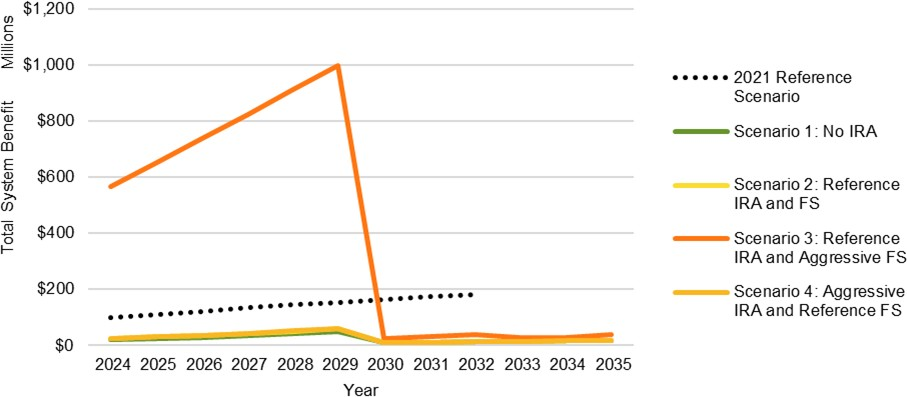 $1,200
$1,000
$800
$600
$400
$200
$0
Total System Benefit Millions
2024 2025 2026 2027 2028 2029 2030 2031 2032 2033 2034 2035
Year
2021 Reference
Scenario
Scenario 1: No IRA
Scenario 2: Reference
IRA and FS
Scenario 3: Reference
IRA and Aggressive FS
Scenario 4: Aggressive
IRA and Reference FS